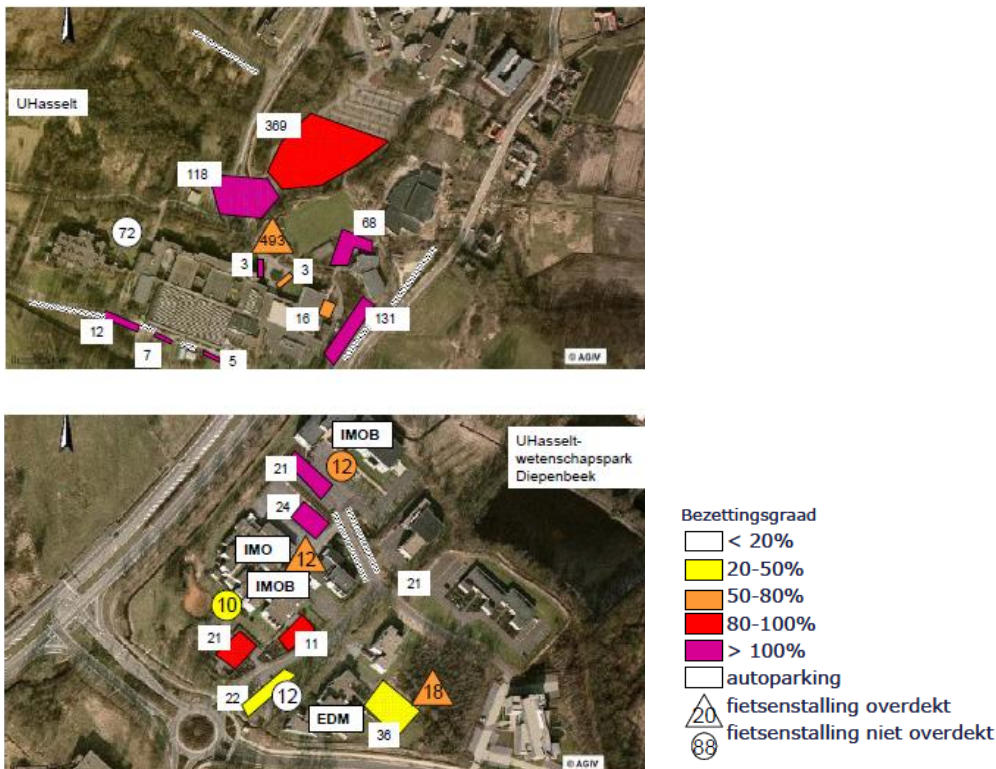 UHasselt
369
118
68
72
493
3
3
16
131
12
7
5
© AGIV
IMOB
UHasselt-
wetenschapspark
Diepenbeek
21
12
24
IMO
12
IMOB
21
10
21
11
22
12
18
EDM
36
© AGIV
Bezettingsgraad
< 20%
20-50%
50-80%
80-100%
> 100%
autoparking
20 fietsenstalling overdekt
88 fietsenstalling niet overdekt